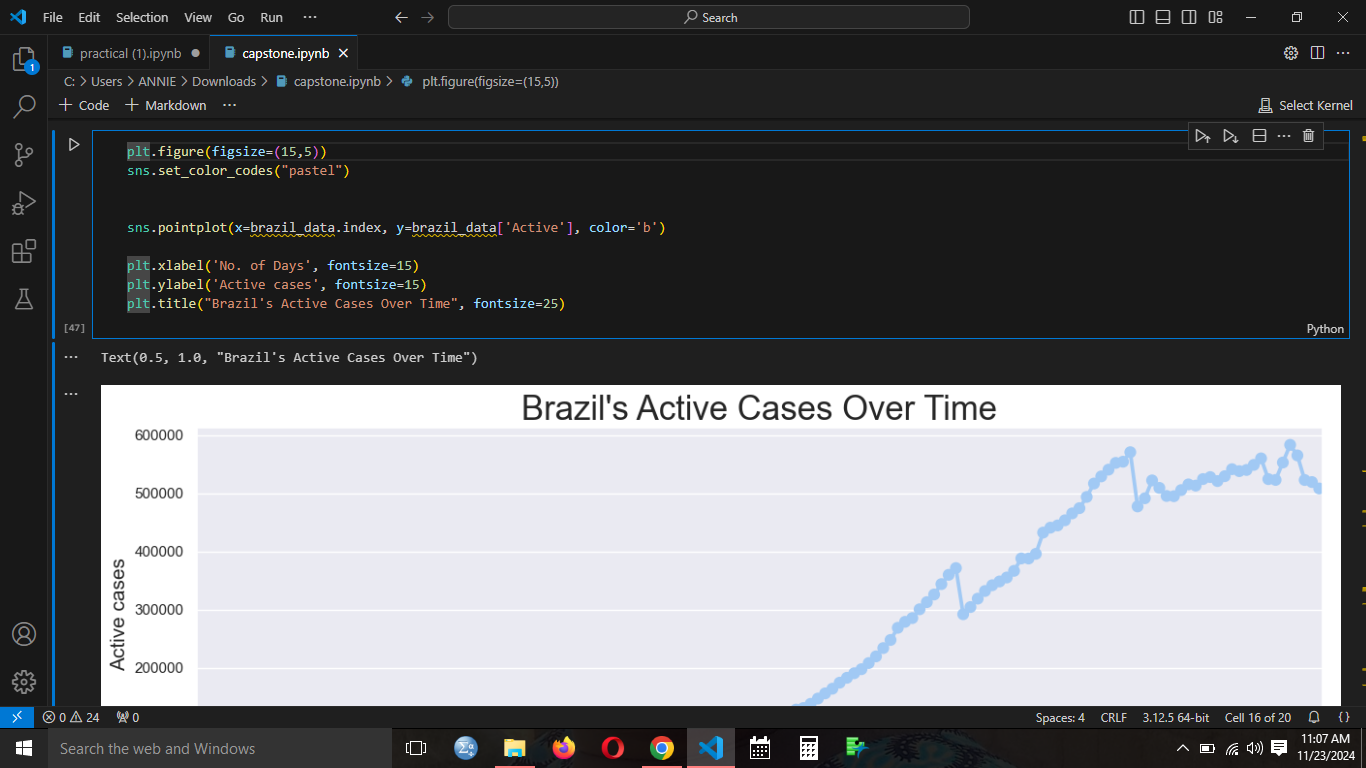 File Edit Selection View Go Run ··· Search
practical (1).ipynb capstone.ipynb
C: > Users > ANNIE > Downloads > capstone.ipynb > plt.figure(figsize=(15,5))
+ Code + Markdown ··· Select Kernel
plt.figure(figsize=(15,5))
sns.set_color_codes("pastel")
sns.pointplot(x=brazil_data.index, y=brazil_data['Active'], color='b')
plt.xlabel('No. of Days', fontsize=15)
plt.ylabel('Active cases', fontsize=15)
plt.title("Brazil's Active Cases Over Time", fontsize=25)
[47] Python
Text(0.5, 1.0, "Brazil's Active Cases Over Time")
Brazil's Active Cases Over Time
600000
500000
400000
300000
200000
Active cases
1
0 24 0 Spaces: 4 CRLF 3.12.5 64-bit Cell 16 of 20 {}
Search the web and Windows
11:07 AM
11/23/2024